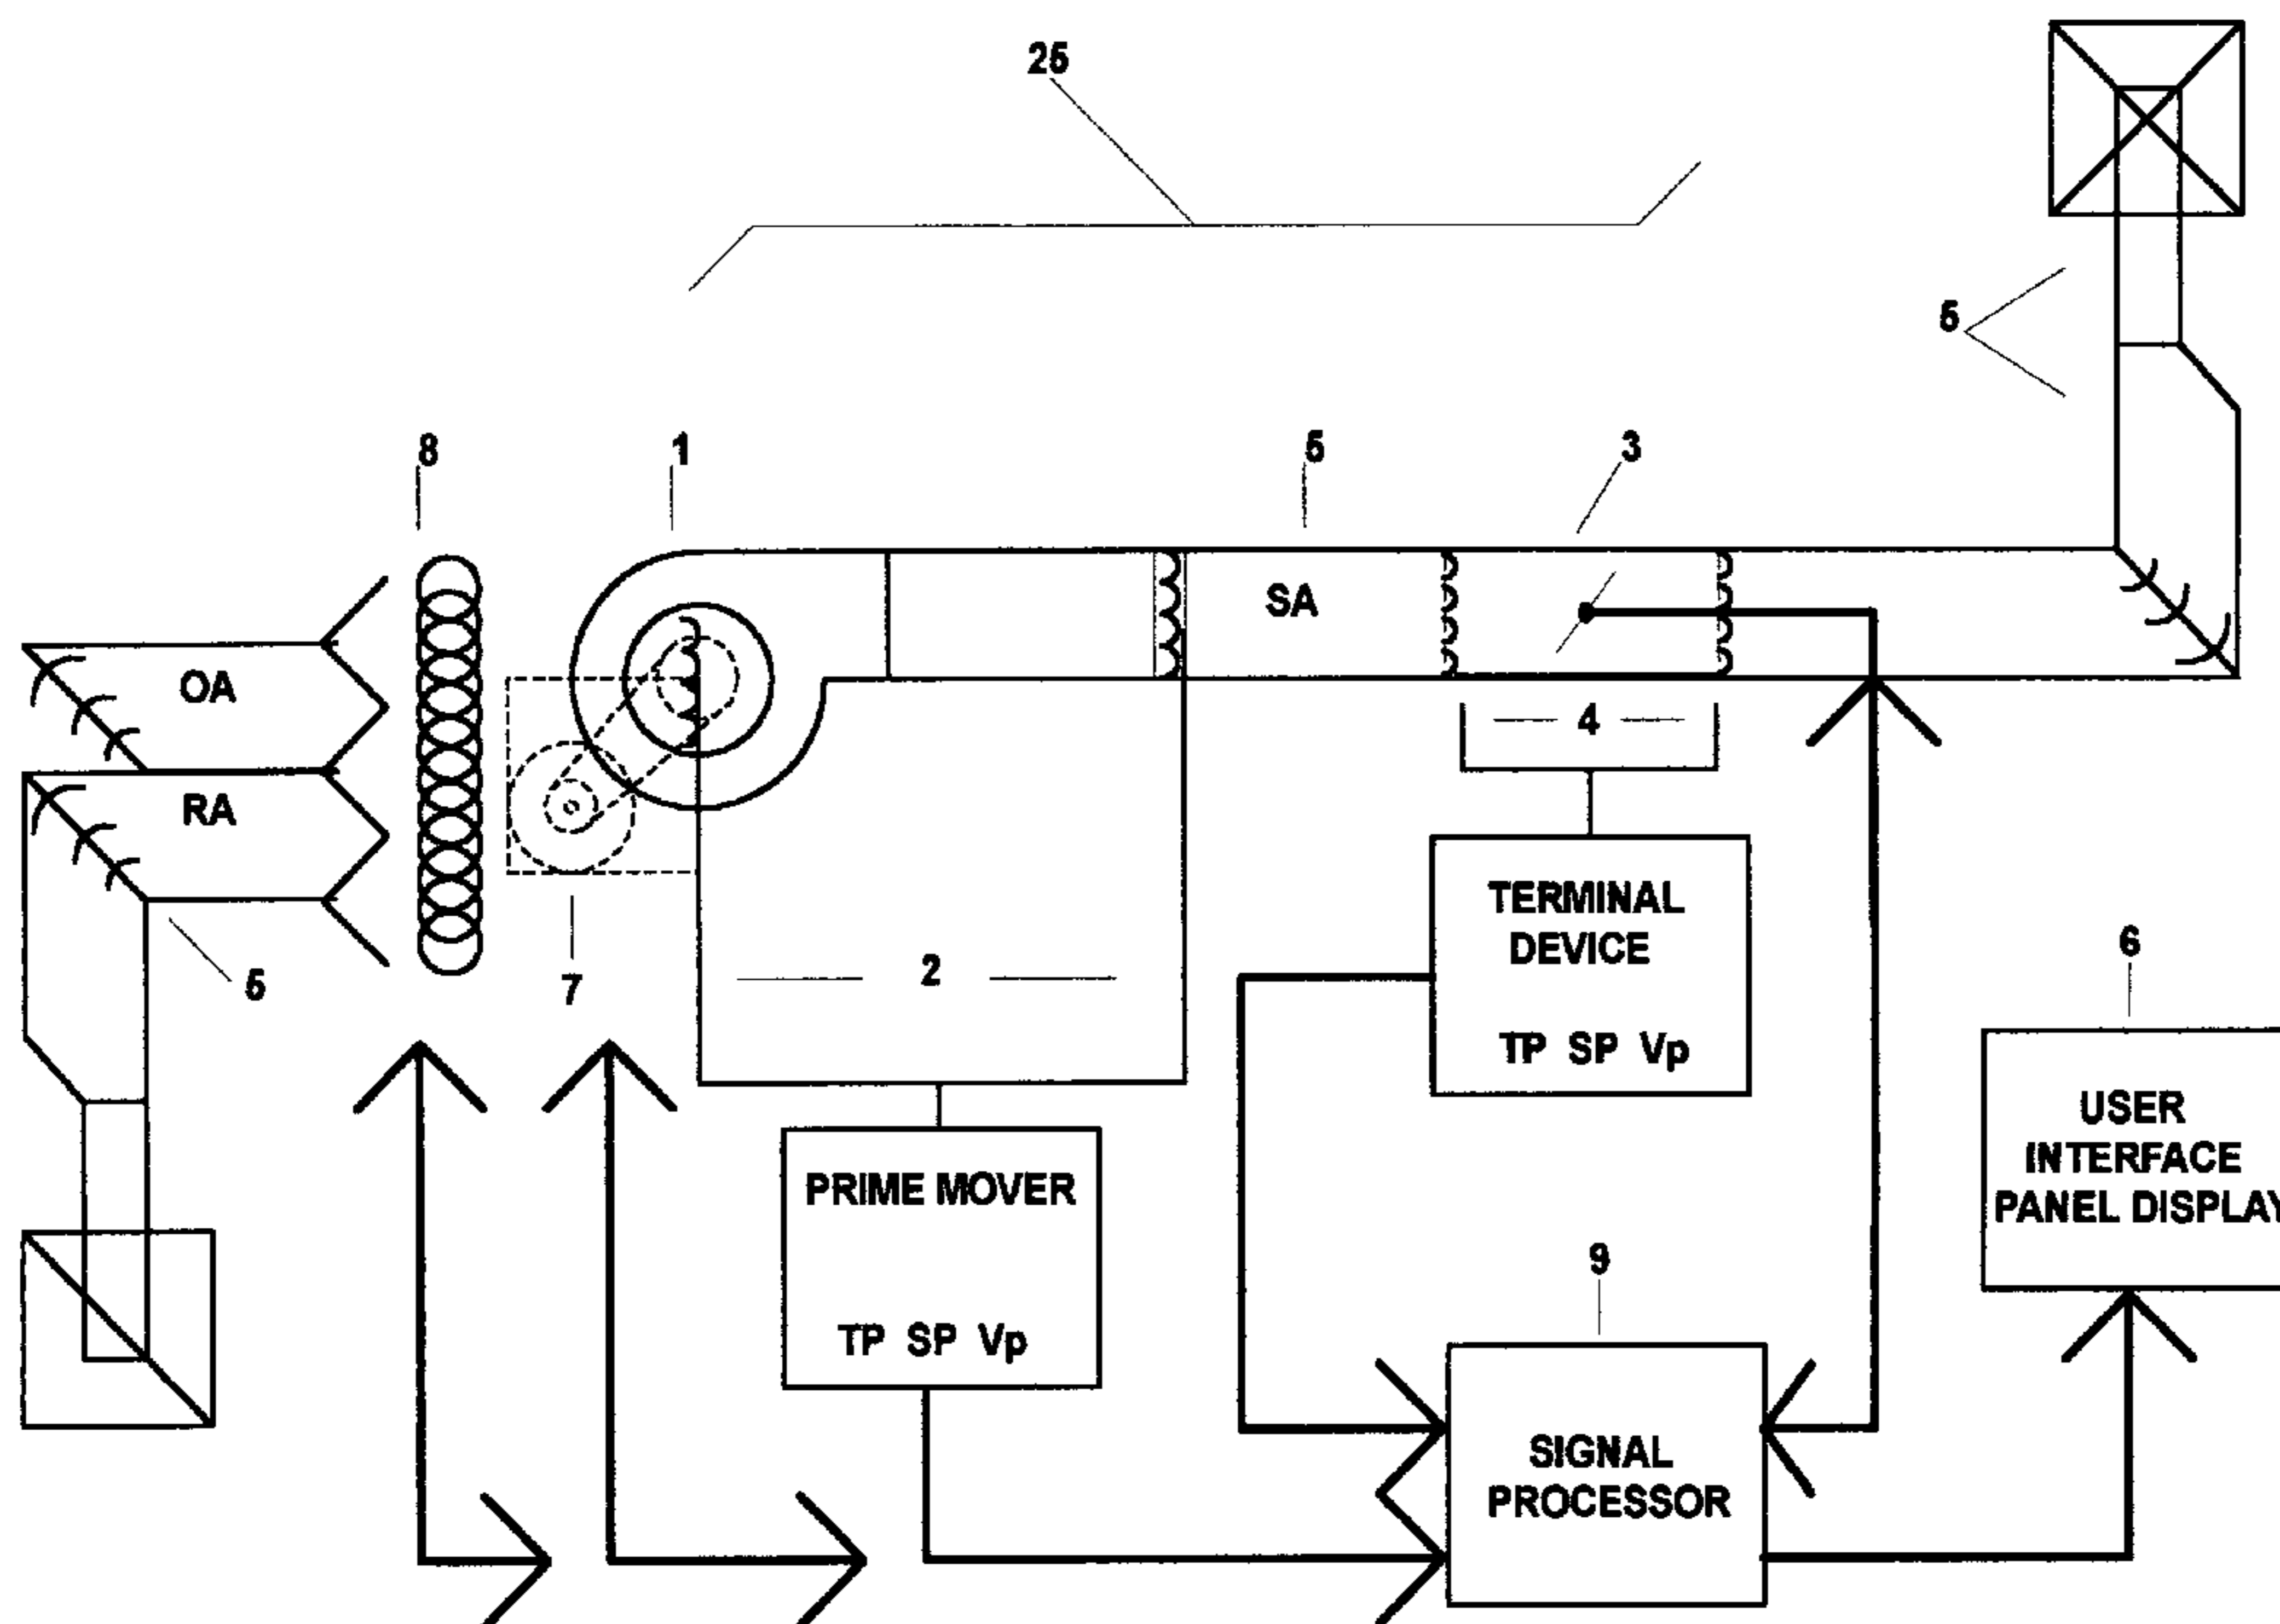 25
5
8
1
5
3
SA
OA
4
RA
TERMINAL
DEVICE
TP SP Vp
5
7
2
6
USER
INTERFACE
PANEL DISPLAY
PRIME MOVER
TP SP Vp
9
SIGNAL
PROCESSOR